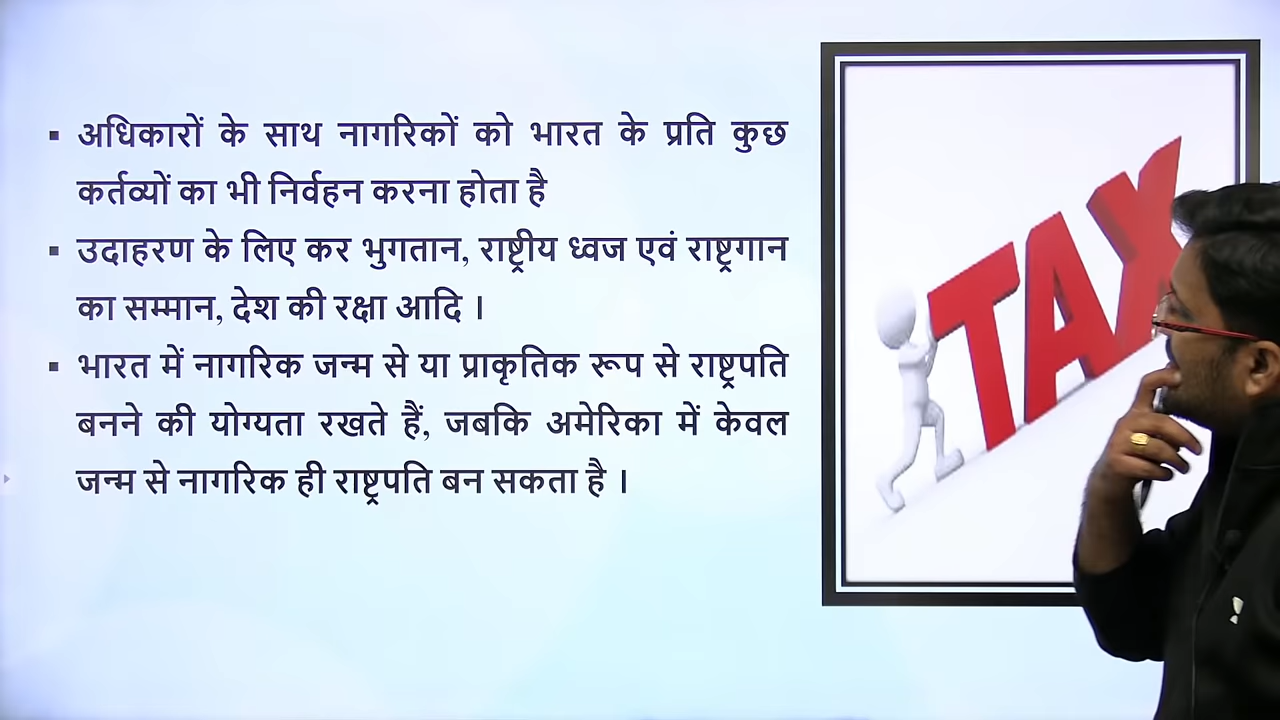 ▪ अधिकारों के साथ नागरिकों को भारत के प्रति कुछ
कर्तव्यों का भी निर्वहन करना होता है
▪ उदाहरण के लिए कर भुगतान, राष्ट्रीय ध्वज एवं राष्ट्रगान
का सम्मान, देश की रक्षा आदि ।
▪ भारत में नागरिक जन्म से या प्राकृतिक रूप से राष्ट्रपति
बनने की योग्यता रखते हैं, जबकि अमेरिका में केवल
जन्म से नागरिक ही राष्ट्रपति बन सकता है ।
TAX